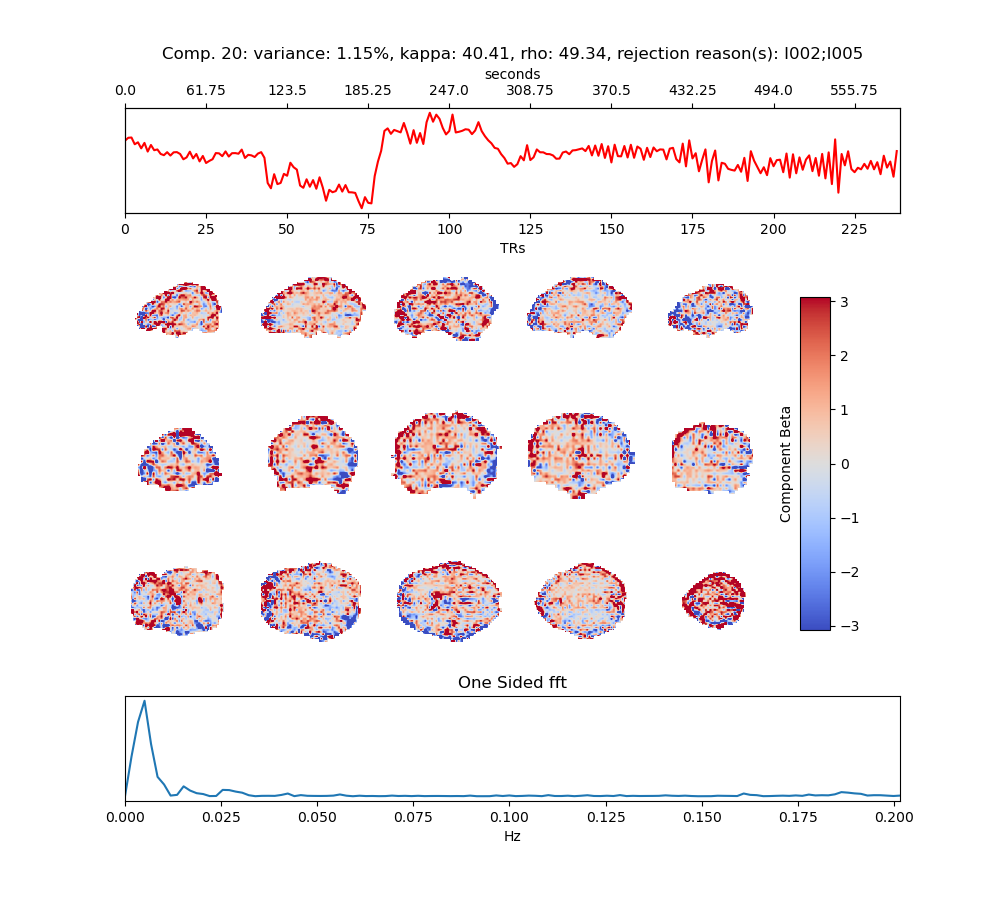 Comp. 20: variance: 1.15%, kappa: 40.41, rho: 49.34, rejection reason(s): I002;I005
seconds
0.0 61.75 123.5 185.25 247.0 308.75 370.5 432.25 494.0 555.75
0 25 50 75 100 125 150 175 200 225
TRs
3
2
1
0
−1
−2
−3
Component Beta
One Sided fft
0.000 0.025 0.050 0.075 0.100 0.125 0.150 0.175 0.200
Hz